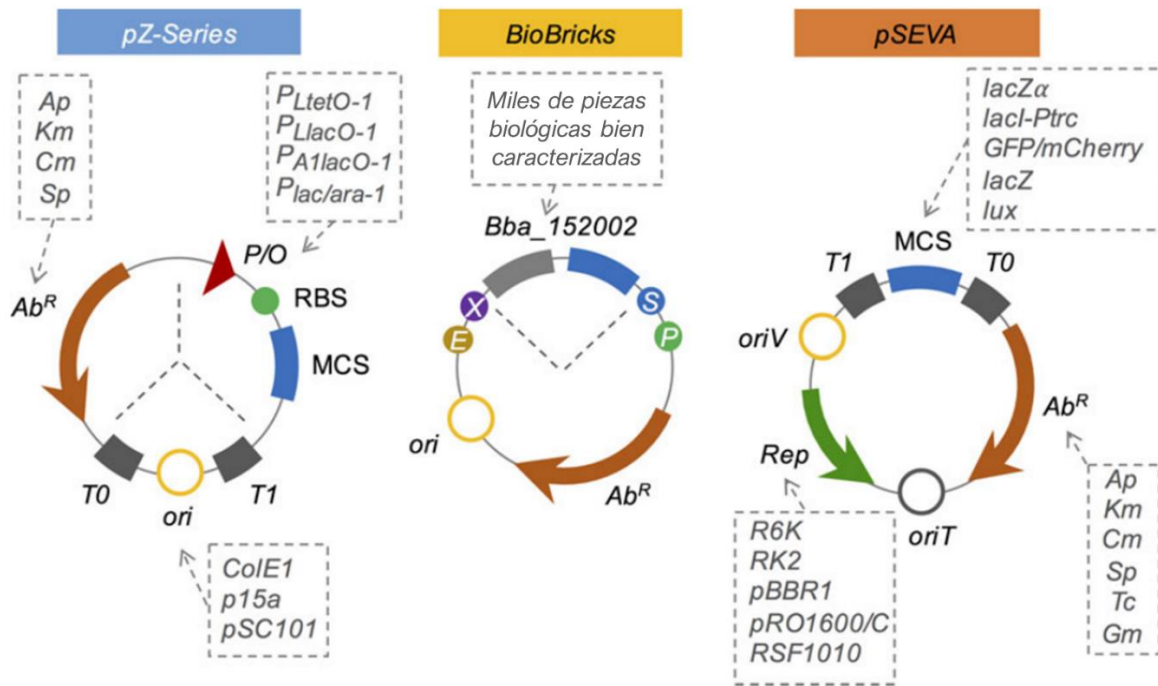 pZ-Series
Ap
Km
Cm
Sp
PLtetO-1
PLlacO-1
PA1lacO-1
Plac/ara-1
P/O
RBS
MCS
AbR
T0
ori
T1
ColE1
p15a
pSC101
BioBricks
Miles de piezas
biológicas bien
caracterizadas
Bba_152002
X
E
S
P
ori
AbR
pSEVA
lacZα
lacI-Ptrc
GFP/mCherry
lacZ
lux
MCS
T1
T0
oriV
AbR
Rep
oriT
R6K
RK2
pBBR1
pRO1600/C
RSF1010
Ap
Km
Cm
Sp
Tc
Gm